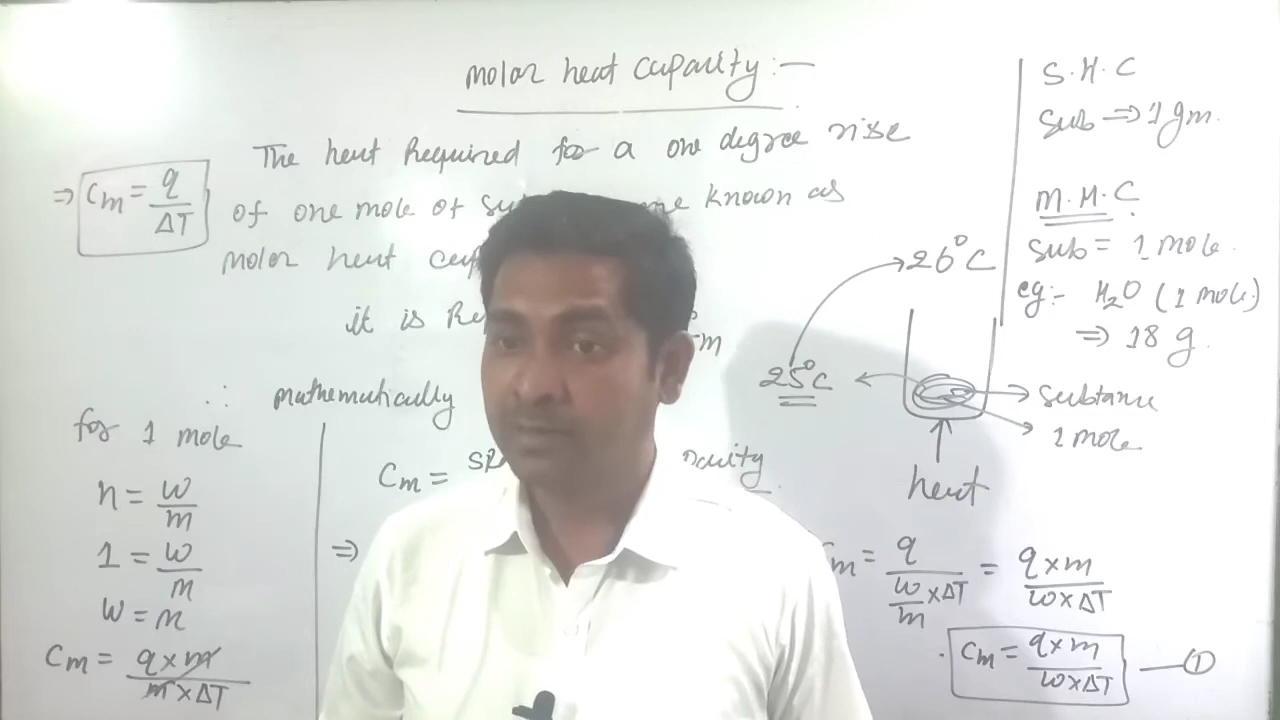 molar heat capacity :—
The heat Required for a one degree rise
of one mole of known as
molar heat
it is
m
∴ mathematically
Cm =
⇒
⇒ Cm = q/ΔT
for 1 mole
n = w/m
1 = w/m
w = m
Cm = q×m/m×ΔT
S.H.C
Sub ⇒ 1 gm.
M.H.C.
Sub = 1 mole.
eg:- H₂O (1 mole)
⇒ 18 g.
26°C
25°C
substance
1 mole
heat
m = q/(w/m × ΔT) = q×m/w×ΔT
Cm = q×m/w×ΔT — ①